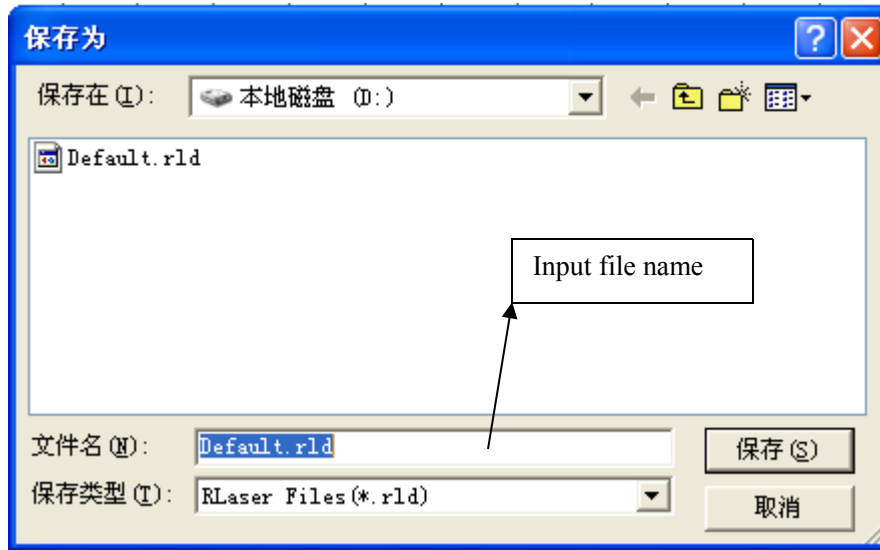 保存为
保存在(I):
本地磁盘 (D:)
Default.rld
Input file name
文件名(N):
Default.rld
保存(S)
保存类型(T):
RLaser Files(*.rld)
取消